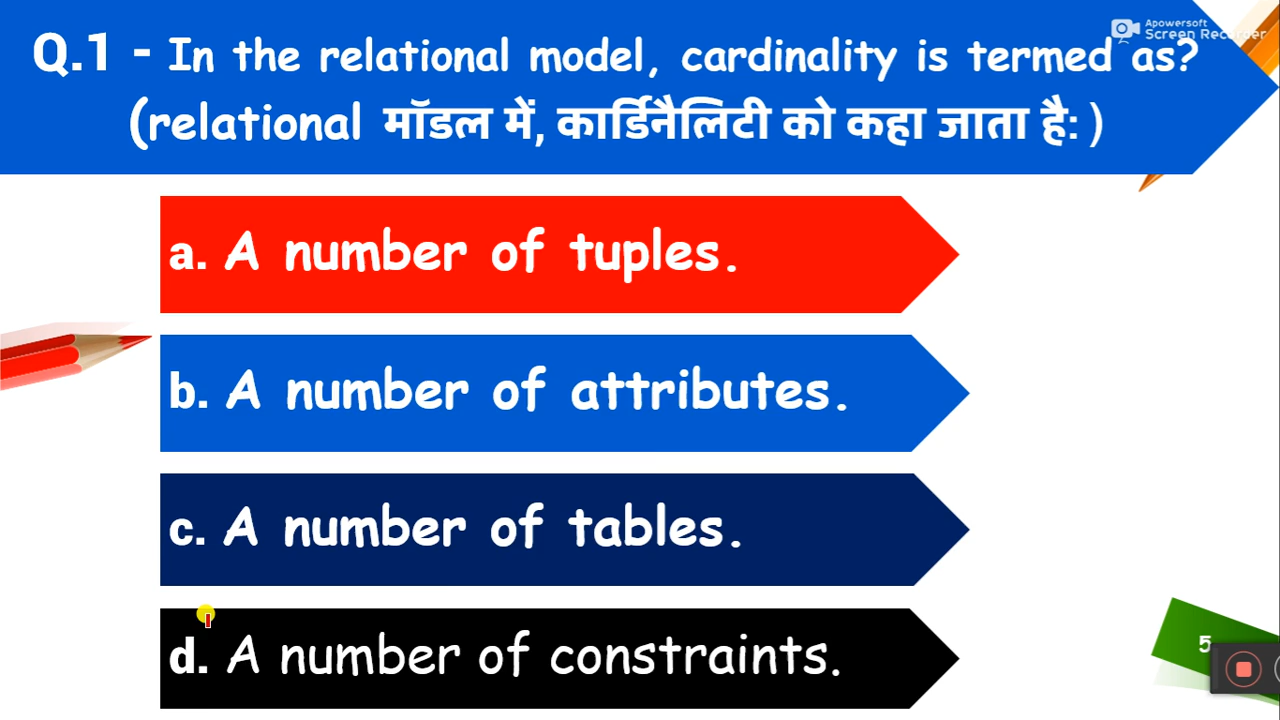 Apowersoft
Screen Recorder
Q.1 - In the relational model, cardinality is termed as?
(relational मॉडल में, कार्डिनैलिटी को कहा जाता है: )
a. A number of tuples.
b. A number of attributes.
c. A number of tables.
d. A number of constraints.
5